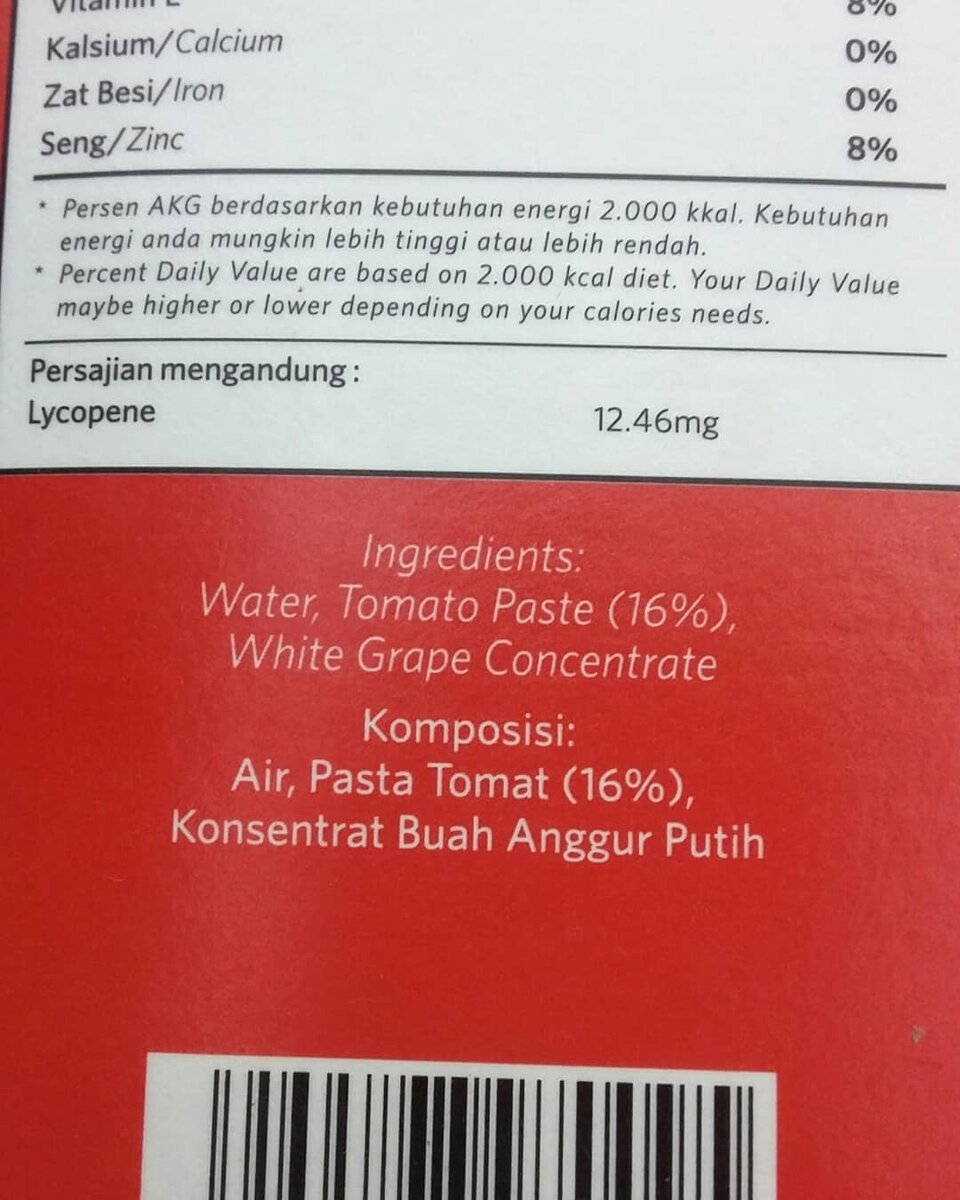 Vitamin E 8%
Kalsium/Calcium 0%
Zat Besi/Iron 0%
Seng/Zinc 8%
* Persen AKG berdasarkan kebutuhan energi 2.000 kkal. Kebutuhan
energi anda mungkin lebih tinggi atau lebih rendah.
* Percent Daily Value are based on 2.000 kcal diet. Your Daily Value
maybe higher or lower depending on your calories needs.
Persajian mengandung :
Lycopene 12.46mg
Ingredients:
Water, Tomato Paste (16%),
White Grape Concentrate
Komposisi:
Air, Pasta Tomat (16%),
Konsentrat Buah Anggur Putih